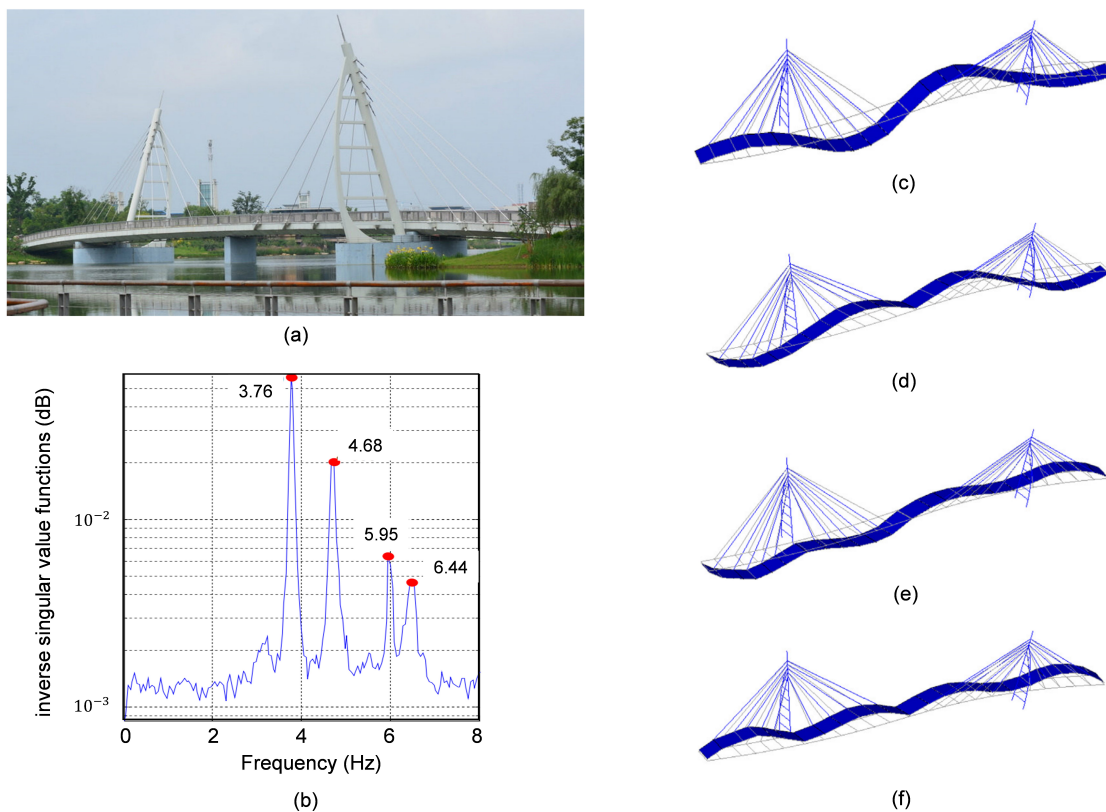 (a)
3.76
4.68
5.95
6.44
inverse singular value functions (dB)
10⁻²
10⁻³
0 2 4 6 8
Frequency (Hz)
(b)
(c)
(d)
(e)
(f)